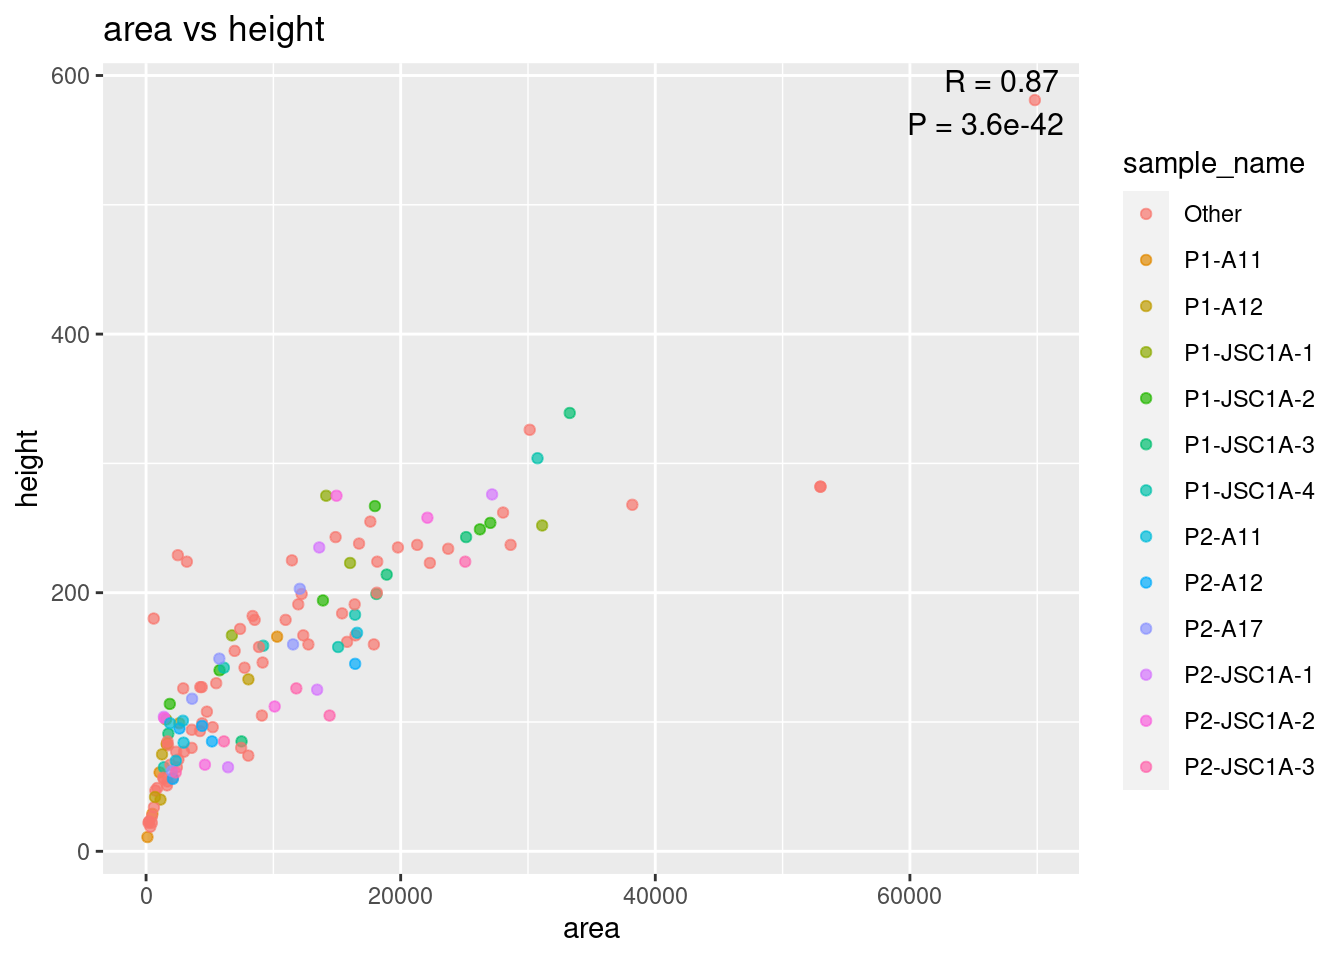 area vs height
R = 0.87
P = 3.6e-42
600
400
200
0
height
0
20000
40000
60000
area
sample_name
Other
P1-A11
P1-A12
P1-JSC1A-1
P1-JSC1A-2
P1-JSC1A-3
P1-JSC1A-4
P2-A11
P2-A12
P2-A17
P2-JSC1A-1
P2-JSC1A-2
P2-JSC1A-3